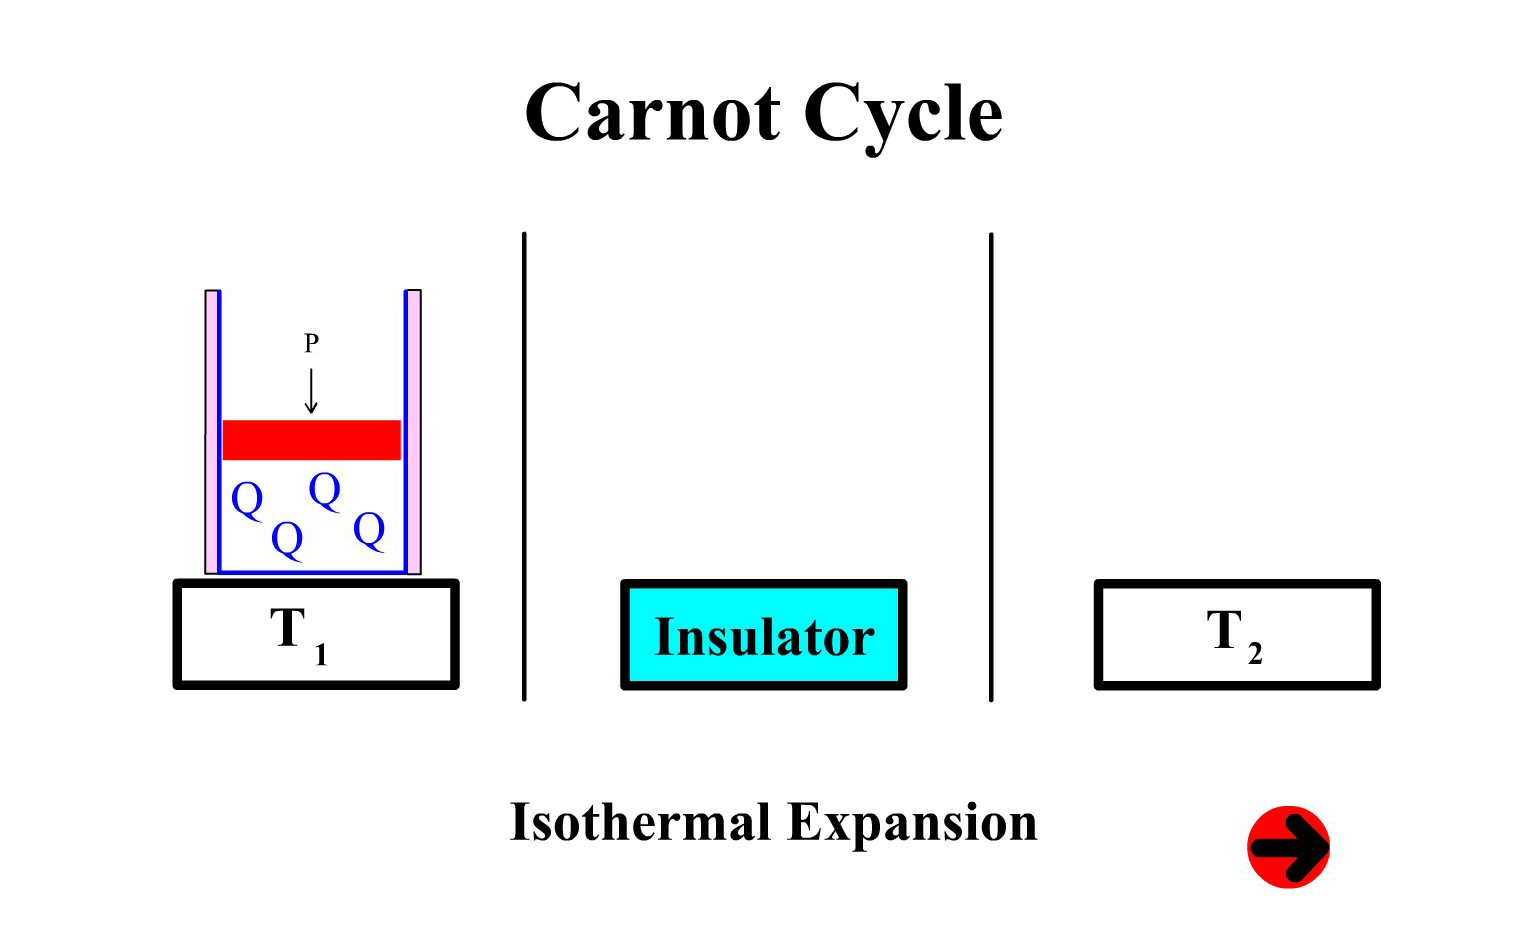 Carnot Cycle
P
Q
Q
Q
Q
T1
Insulator
T2
Isothermal Expansion